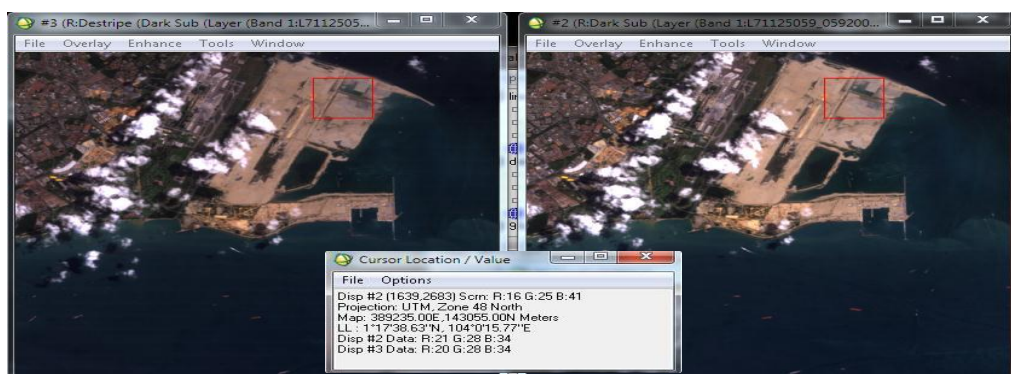 #3 (R:Destripe (Dark Sub (Layer (Band 1:L7112505...
File Overlay Enhance Tools Window
#2 (R:Dark Sub (Layer (Band 1:L71125059_059200...
File Overlay Enhance Tools Window
Cursor Location / Value
File Options
Disp #2 (1639,2683) Scrn: R:16 G:25 B:41
Projection: UTM, Zone 48 North
Map: 389235.00E,143055.00N Meters
LL : 1°17'38.63"N, 104°0'15.77"E
Disp #2 Data: R:21 G:28 B:34
Disp #3 Data: R:20 G:28 B:34